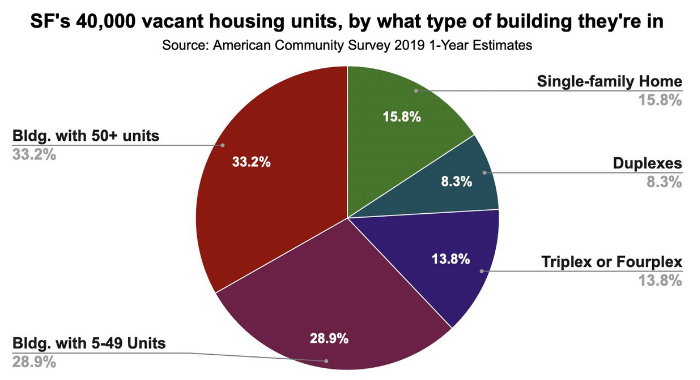 SF's 40,000 vacant housing units, by what type of building they're in
Source: American Community Survey 2019 1-Year Estimates
Single-family Home
15.8%
15.8%
Bldg. with 50+ units
33.2%
33.2%
Duplexes
8.3%
8.3%
Triplex or Fourplex
13.8%
13.8%
Bldg. with 5-49 Units
28.9%
28.9%